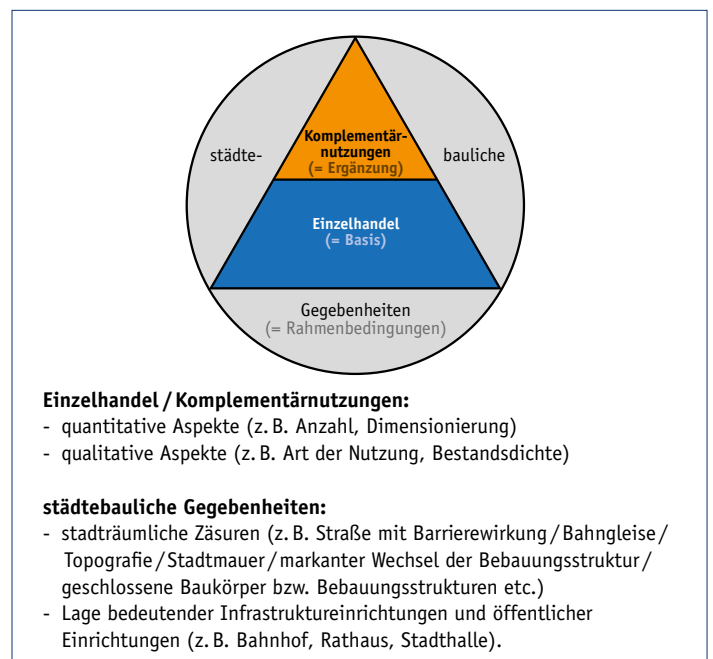 städte-
bauliche
Komplementär-
nutzungen
(= Ergänzung)
Einzelhandel
(= Basis)
Gegebenheiten
(= Rahmenbedingungen)
Einzelhandel / Komplementärnutzungen:
- quantitative Aspekte (z. B. Anzahl, Dimensionierung)
- qualitative Aspekte (z. B. Art der Nutzung, Bestandsdichte)
städtebauliche Gegebenheiten:
- stadträumliche Zäsuren (z. B. Straße mit Barrierewirkung / Bahngleise /
Topografie / Stadtmauer / markanter Wechsel der Bebauungsstruktur /
geschlossene Baukörper bzw. Bebauungsstrukturen etc.)
- Lage bedeutender Infrastruktureinrichtungen und öffentlicher
Einrichtungen (z. B. Bahnhof, Rathaus, Stadthalle).